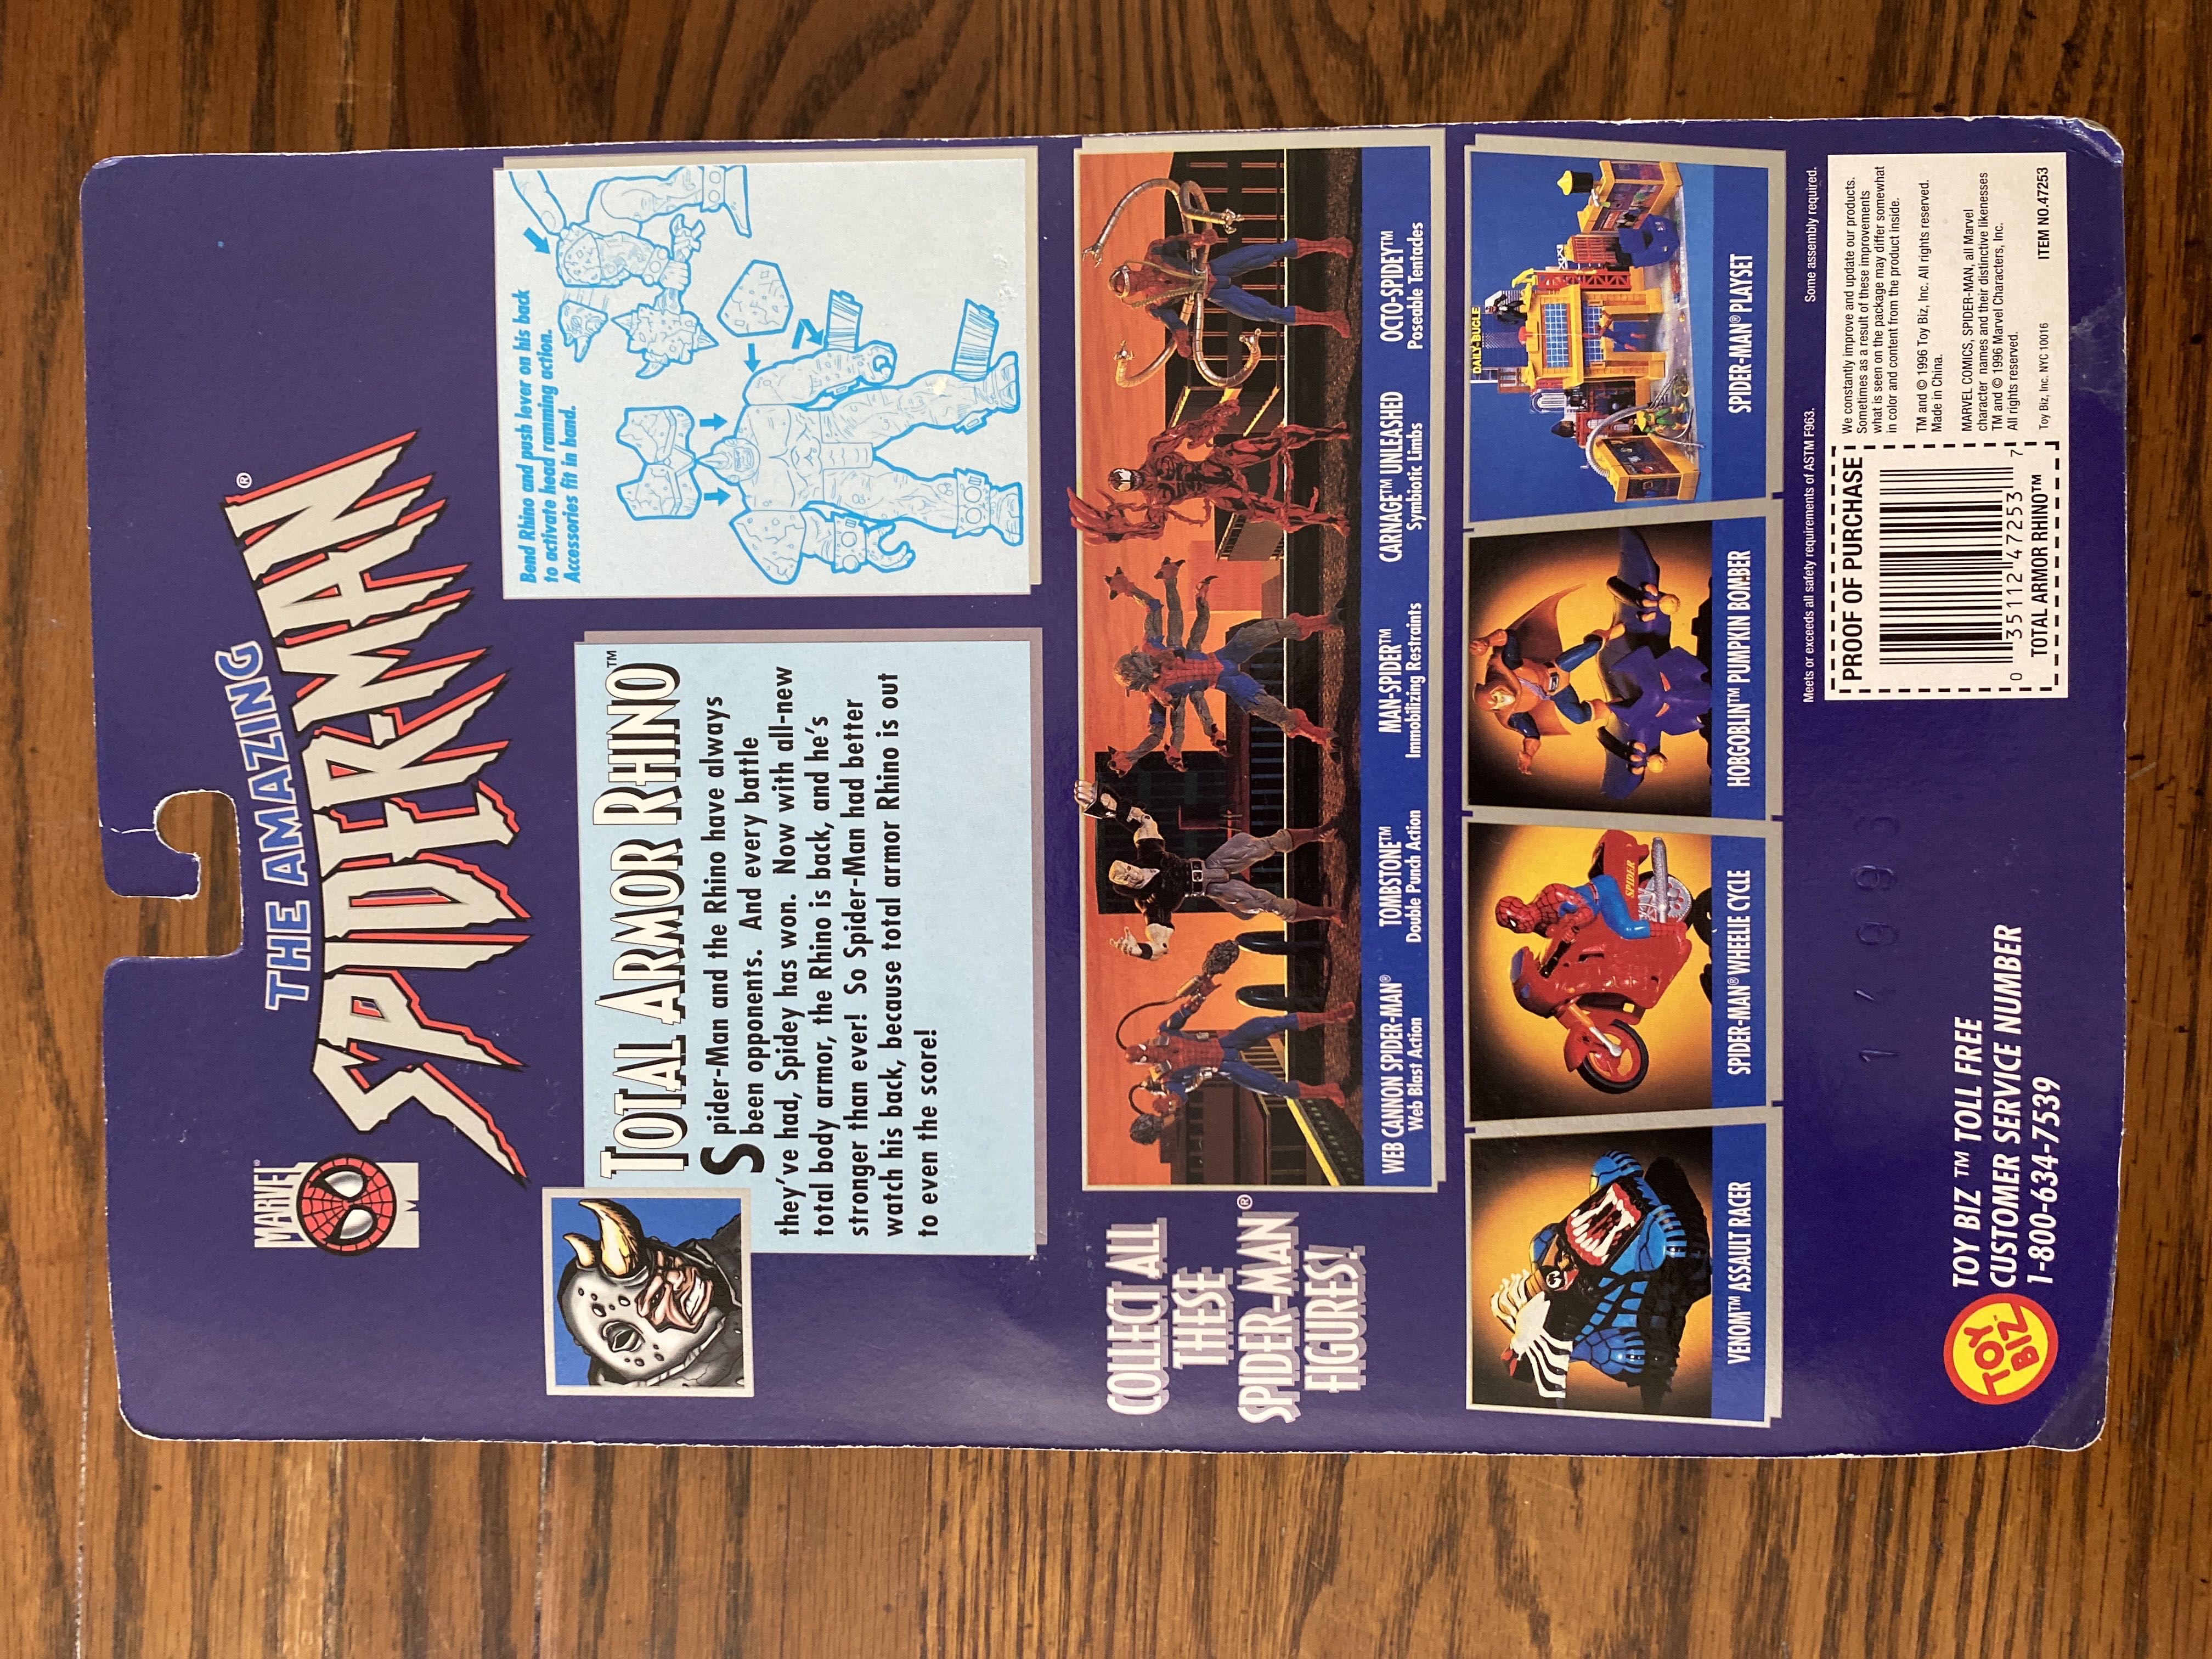 MARVEL®
M
THE AMAZING
SPIDER-MAN®
TOTAL ARMOR RHINO™
Spider-Man and the Rhino have always
been opponents. And every battle
they've had, Spidey has won. Now with all-new
total body armor, the Rhino is back, and he's
stronger than ever! So Spider-Man had better
watch his back, because total armor Rhino is out
to even the score!
Bend Rhino and push lever on his back
to activate head ramming action.
Accessories fit in hand.
COLLECT ALL
THESE
SPIDER-MAN®
FIGURES!
WEB CANNON SPIDER-MAN®
Web Blast Action
TOMBSTONE™
Double Punch Action
MAN-SPIDER™
Immobilizing Restraints
CARNAGE™ UNLEASHED
Symbiotic Limbs
OCTO-SPIDEY™
Poseable Tentacles
VENOM™ ASSAULT RACER
SPIDER
SPIDER-MAN® WHEELIE CYCLE
HOBGOBLIN™ PUMPKIN BOMBER
DAILY-BUGLE
SPIDER-MAN® PLAYSET
Meets or exceeds all safety requirements of ASTM F963.
Some assembly required.
TOY BIZ
TOY BIZ™ TOLL FREE
CUSTOMER SERVICE NUMBER
1-800-634-7539
PROOF OF PURCHASE
0 35112 47253 7
TOTAL ARMOR RHINO™
We constantly improve and update our products.
Sometimes as a result of these improvements
what is seen on the package may differ somewhat
in color and content from the product inside.
TM and © 1996 Toy Biz, Inc. All rights reserved.
Made in China.
MARVEL COMICS, SPIDER-MAN, all Marvel
character names and their distinctive likenesses
TM and © 1996 Marvel Characters, Inc.
All rights reserved.
Toy Biz, Inc. NYC 10016
ITEM NO.47253